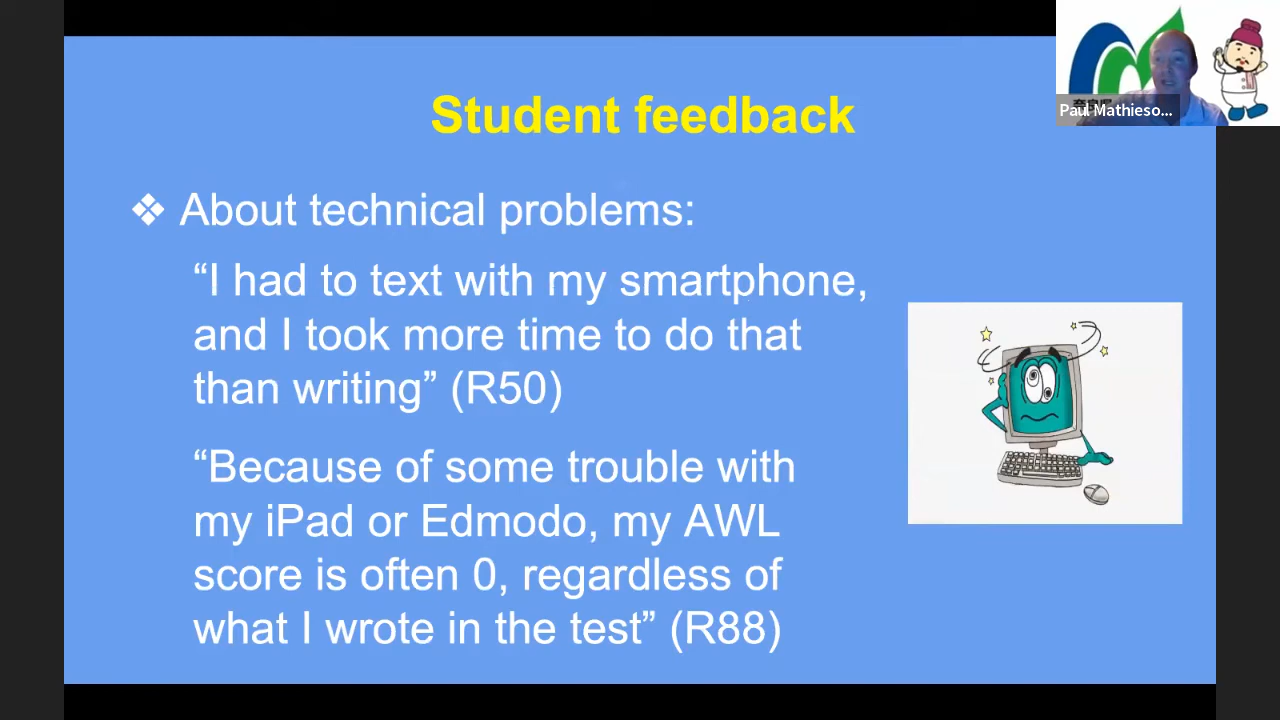 Student feedback
❖ About technical problems:
“I had to text with my smartphone,
and I took more time to do that
than writing” (R50)
“Because of some trouble with
my iPad or Edmodo, my AWL
score is often 0, regardless of
what I wrote in the test” (R88)
Paul Mathieso...